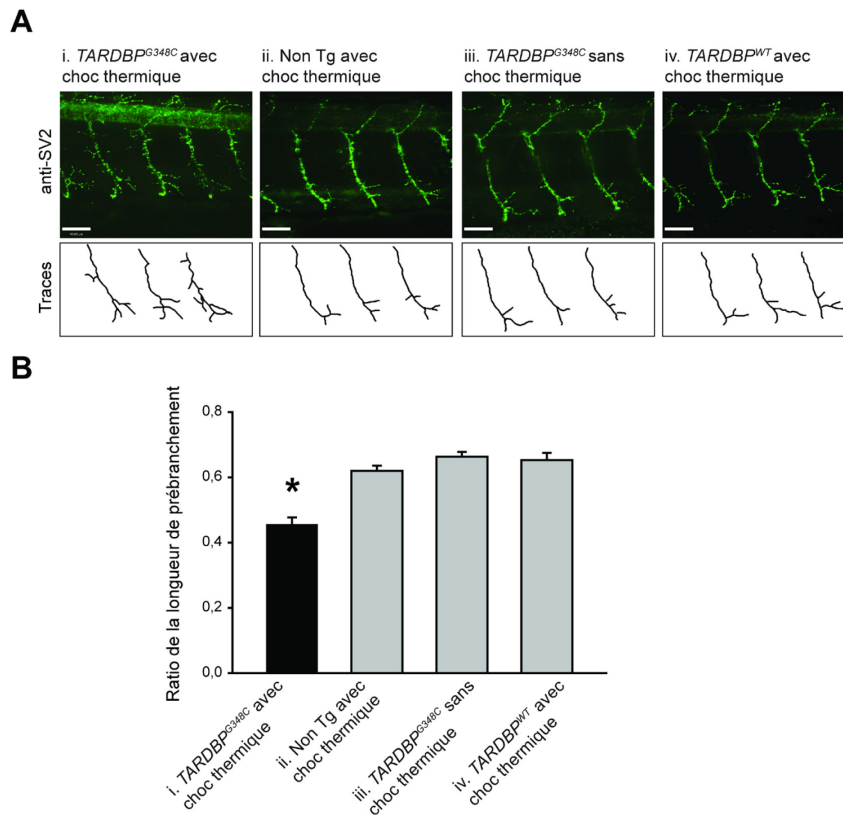 A
i. TARDBPG348C avec
choc thermique
ii. Non Tg avec
choc thermique
iii. TARDBPG348C sans
choc thermique
iv. TARDBPWT avec
choc thermique
anti-SV2
Traces
B
Ratio de la longueur de prébranchement
0,8
0,6
0,4
0,2
0,0
*
i. TARDBPG348C avec
choc thermique
ii. Non Tg avec
choc thermique
iii. TARDBPG348C sans
choc thermique
iv. TARDBPWT avec
choc thermique